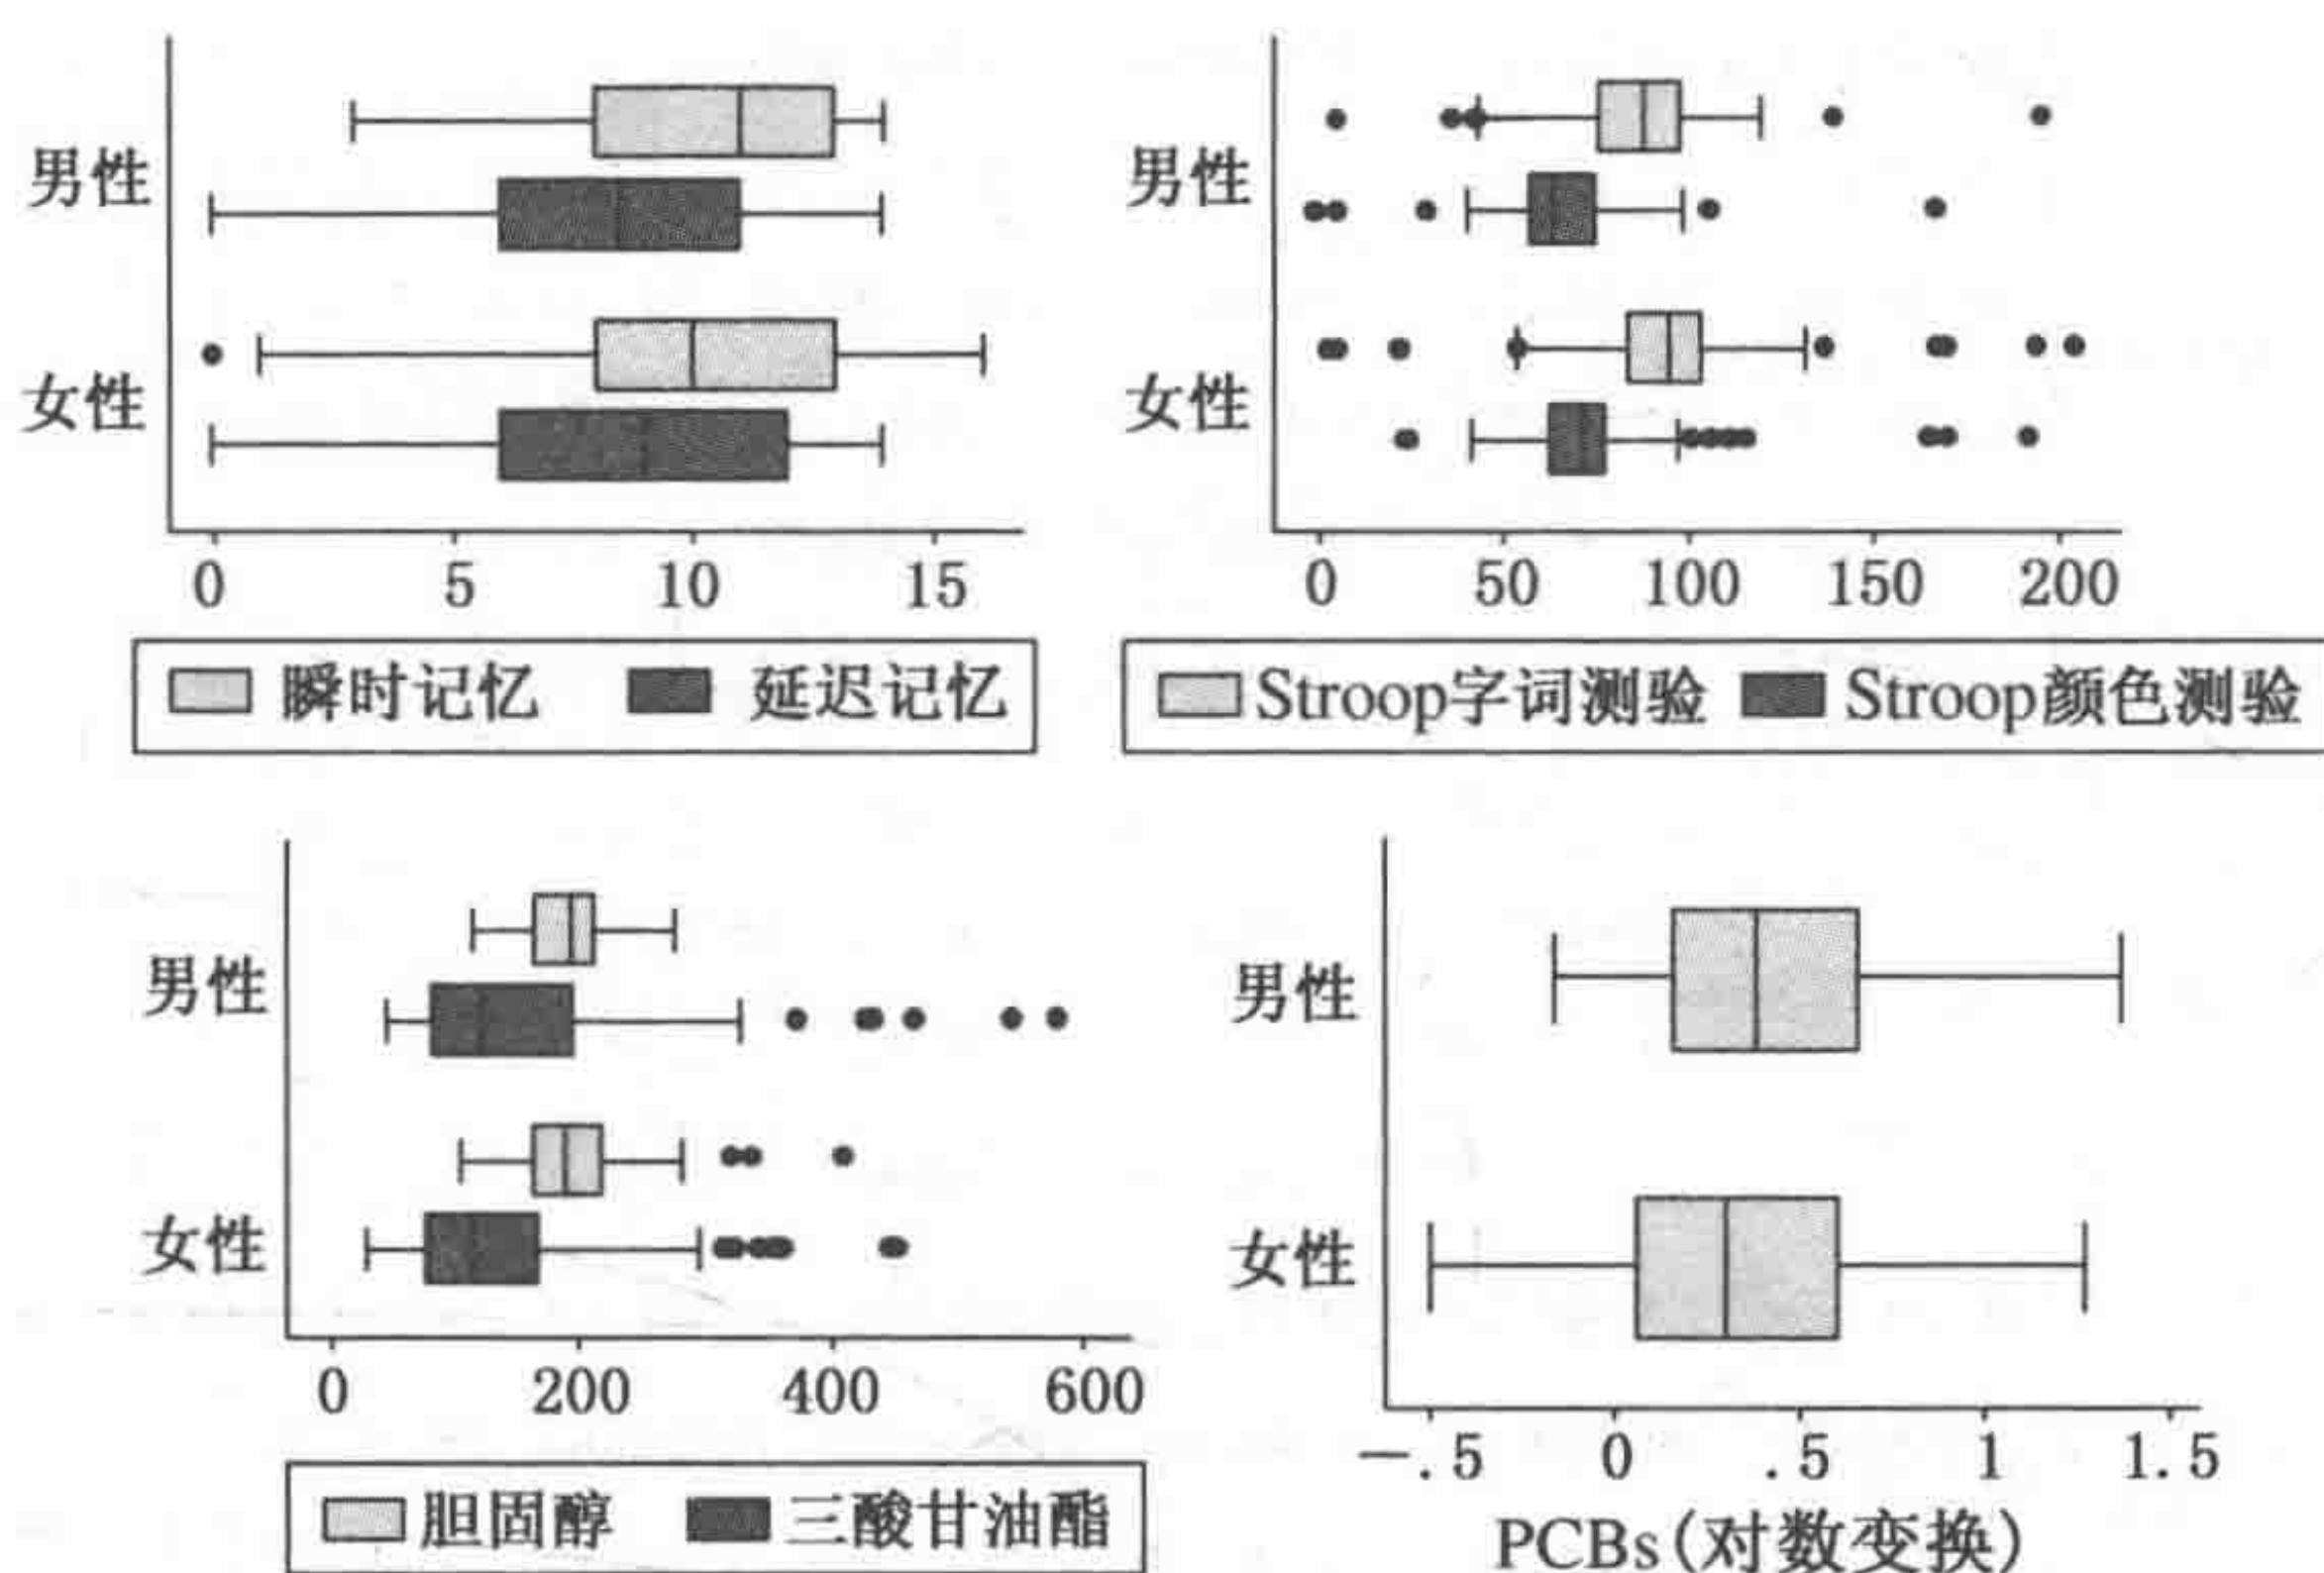 男性
女性
0 5 10 15
瞬时记忆 延迟记忆
男性
女性
0 50 100 150 200
Stroop字词测验 Stroop颜色测验
男性
女性
0 200 400 600
胆固醇 三酸甘油酯
男性
女性
-.5 0 .5 1 1.5
PCBs(对数变换)